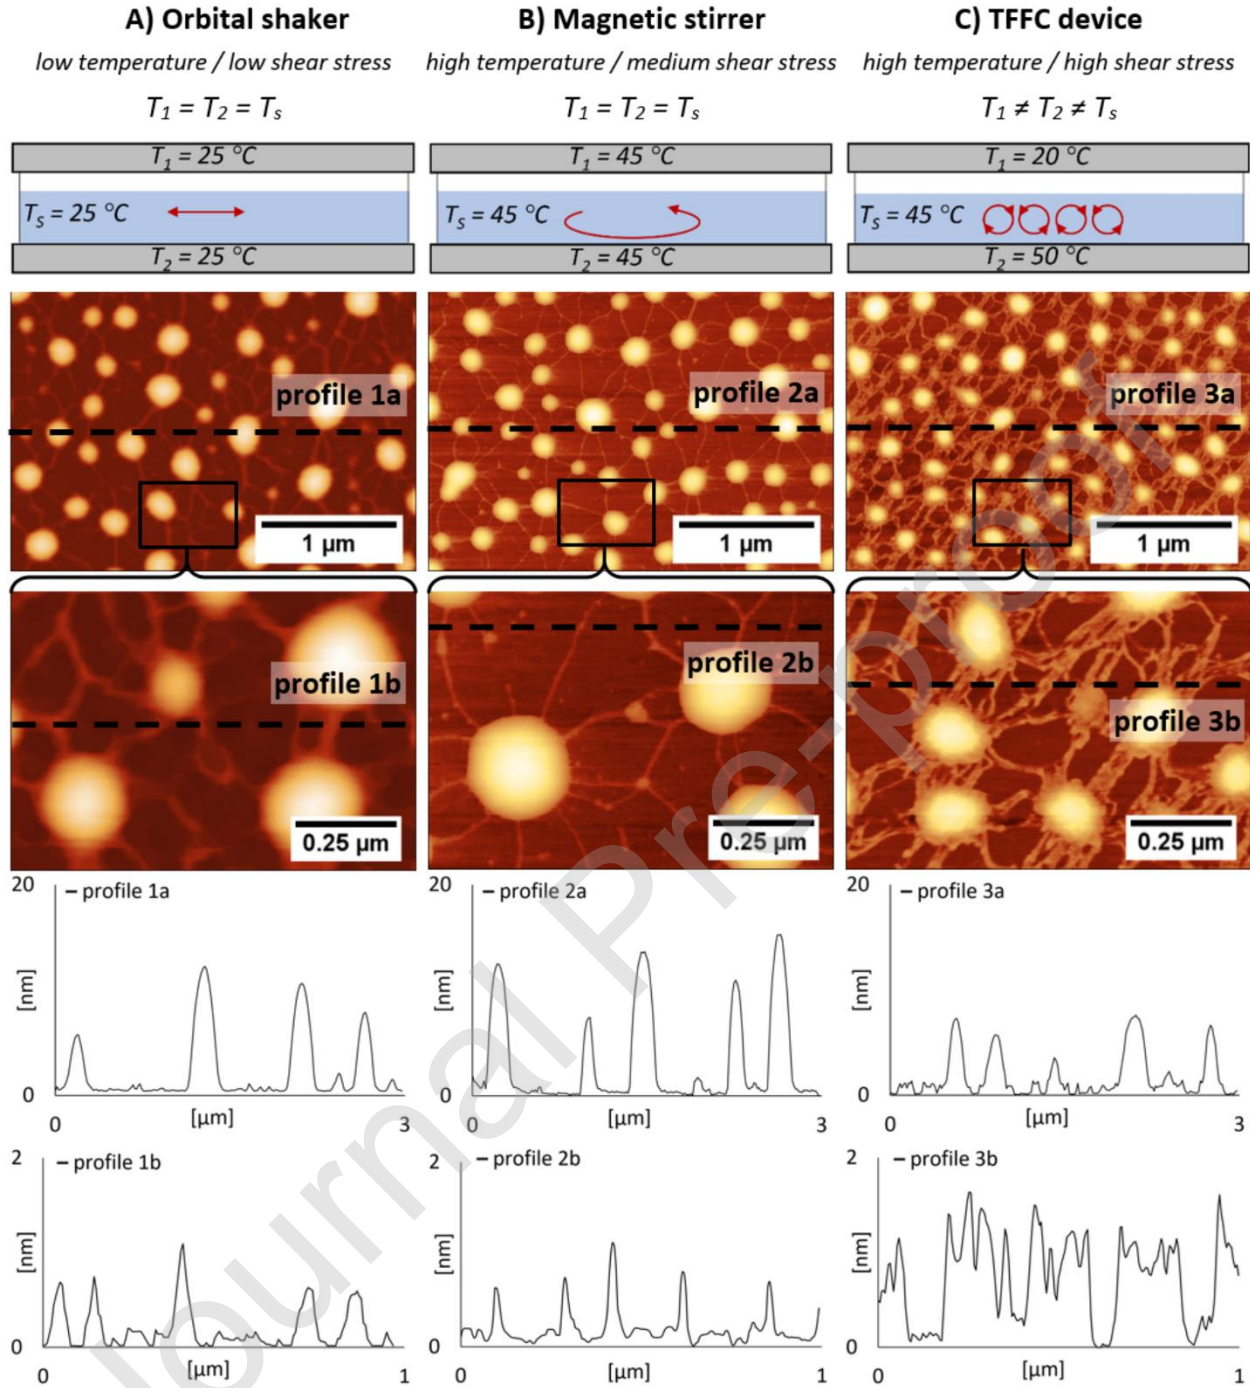 A) Orbital shaker
low temperature / low shear stress
T₁ = T₂ = Tₛ
T₁ = 25 °C
Tₛ = 25 °C
T₂ = 25 °C
profile 1a
1 µm
profile 1b
0.25 µm
20
– profile 1a
[nm]
0
0
[µm]
3
2
– profile 1b
[nm]
0
0
[µm]
1
B) Magnetic stirrer
high temperature / medium shear stress
T₁ = T₂ = Tₛ
T₁ = 45 °C
Tₛ = 45 °C
T₂ = 45 °C
profile 2a
1 µm
profile 2b
0.25 µm
20
– profile 2a
[nm]
0
0
[µm]
3
2
– profile 2b
[nm]
0
0
[µm]
1
C) TFFC device
high temperature / high shear stress
T₁ ≠ T₂ ≠ Tₛ
T₁ = 20 °C
Tₛ = 45 °C
T₂ = 50 °C
profile 3a
1 µm
profile 3b
0.25 µm
20
– profile 3a
[nm]
0
0
[µm]
3
2
– profile 3b
[nm]
0
0
[µm]
1
Journal Pre-proof